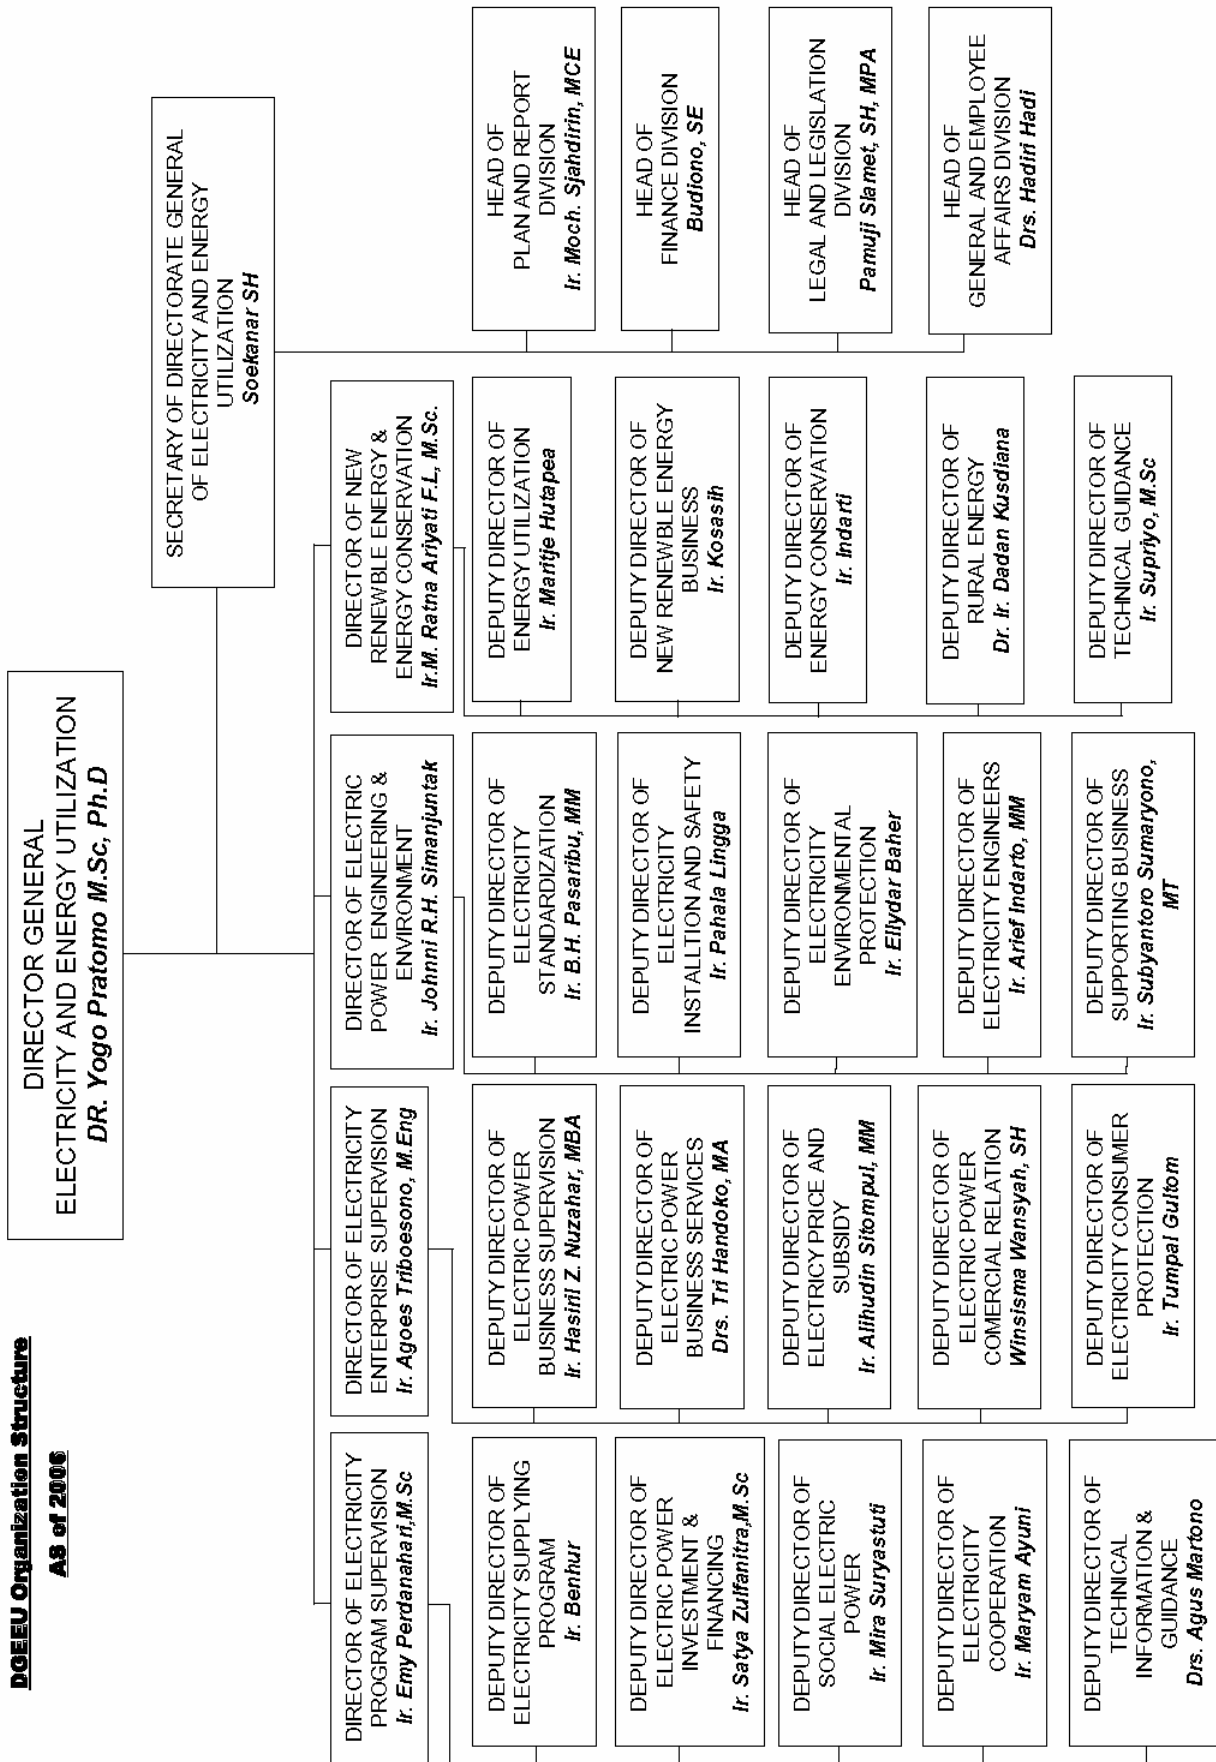 DGEEU Organization Structure
AS of 2006
DIRECTOR GENERAL
ELECTRICITY AND ENERGY UTILIZATION
DR. Yogo Pratomo M.Sc, Ph.D
SECRETARY OF DIRECTORATE GENERAL
OF ELECTRICITY AND ENERGY
UTILIZATION
Soekanar SH
DIRECTOR OF ELECTRICITY
PROGRAM SUPERVISION
Ir. Emy Perdanahari,M.Sc
DIRECTOR OF ELECTRICITY
ENTERPRISE SUPERVISION
Ir. Agoes Triboesono, M.Eng
DIRECTOR OF ELECTRIC
POWER ENGINEERING &
ENVIRONMENT
Ir. Johnni R.H. Simanjuntak
DIRECTOR OF NEW
RENEWBLE ENERGY &
ENERGY CONSERVATION
Ir.M. Ratna Ariyati F.L, M.Sc.
DEPUTY DIRECTOR OF
ELECTRICITY SUPPLYING
PROGRAM
Ir. Benhur
DEPUTY DIRECTOR OF
ELECTRIC POWER
BUSINESS SUPERVISION
Ir. Hasiril Z. Nuzahar, MBA
DEPUTY DIRECTOR OF
ELECTRICITY
STANDARDIZATION
Ir. B.H. Pasaribu, MM
DEPUTY DIRECTOR OF
ENERGY UTILIZATION
Ir. Maritje Hutapea
HEAD OF
PLAN AND REPORT
DIVISION
Ir. Moch. Sjahdirin, MCE
DEPUTY DIRECTOR OF
ELECTRIC POWER
INVESTMENT &
FINANCING
Ir. Satya Zulfanitra,M.Sc
DEPUTY DIRECTOR OF
ELECTRIC POWER
BUSINESS SERVICES
Drs. Tri Handoko, MA
DEPUTY DIRECTOR OF
ELECTRICITY
INSTALLTION AND SAFETY
Ir. Pahala Lingga
DEPUTY DIRECTOR OF
NEW RENEWBLE ENERGY
BUSINESS
Ir. Kosasih
HEAD OF
FINANCE DIVISION
Budiono, SE
DEPUTY DIRECTOR OF
SOCIAL ELECTRIC
POWER
Ir. Mira Suryastuti
DEPUTY DIRECTOR OF
ELECTRICY PRICE AND
SUBSIDY
Ir. Alihudin Sitompul, MM
DEPUTY DIRECTOR OF
ELECTRICITY
ENVIRONMENTAL
PROTECTION
Ir. Ellydar Baher
DEPUTY DIRECTOR OF
ENERGY CONSERVATION
Ir. Indarti
HEAD OF
LEGAL AND LEGISLATION
DIVISION
Pamuji Slamet, SH, MPA
DEPUTY DIRECTOR OF
ELECTRICITY
COOPERATION
Ir. Maryam Ayuni
DEPUTY DIRECTOR OF
ELECTRIC POWER
COMERCIAL RELATION
Winsisma Wansyah, SH
DEPUTY DIRECTOR OF
ELECTRICITY ENGINEERS
Ir. Arief Indarto, MM
DEPUTY DIRECTOR OF
RURAL ENERGY
Dr. Ir. Dadan Kusdiana
HEAD OF
GENERAL AND EMPLOYEE
AFFAIRS DIVISION
Drs. Hadiri Hadi
DEPUTY DIRECTOR OF
TECHNICAL
INFORMATION &
GUIDANCE
Drs. Agus Martono
DEPUTY DIRECTOR OF
ELECTRICITY CONSUMER
PROTECTION
Ir. Tumpal Gultom
DEPUTY DIRECTOR OF
SUPPORTING BUSINESS
Ir. Subyantoro Sumaryono,
MT
DEPUTY DIRECTOR OF
TECHNICAL GUIDANCE
Ir. Supriyo, M.Sc